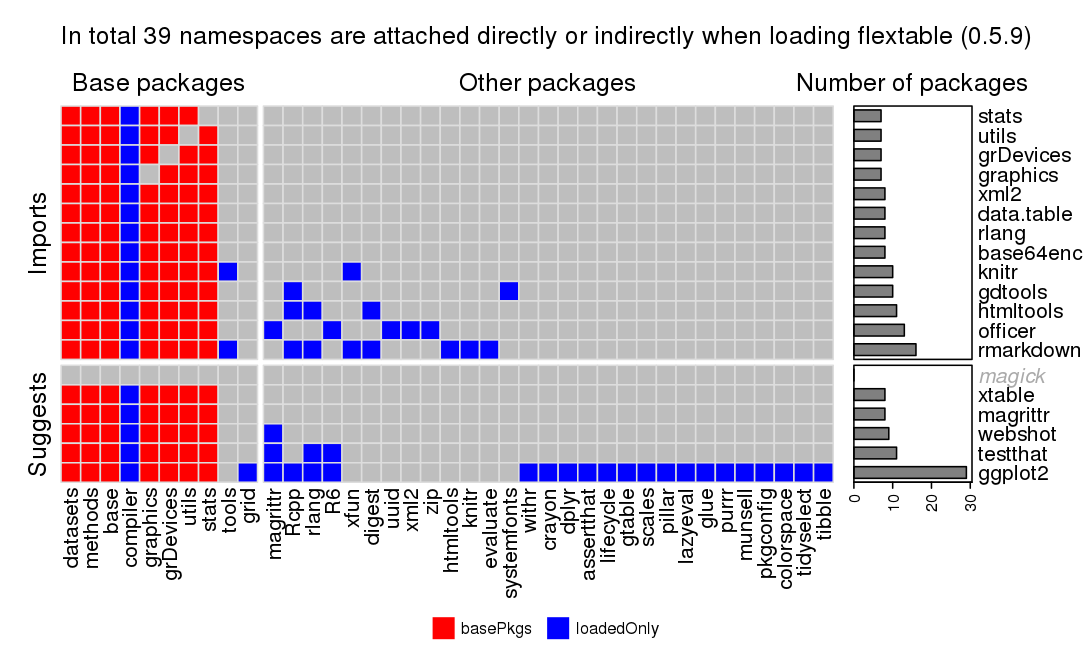 In total 39 namespaces are attached directly or indirectly when loading flextable (0.5.9)
Base packages
Other packages
Number of packages
Imports
stats
utils
grDevices
graphics
xml2
data.table
rlang
base64enc
knitr
gdtools
htmltools
officer
rmarkdown
Suggests
magick
xtable
magrittr
webshot
testthat
ggplot2
0
10
20
30
datasets
methods
base
compiler
graphics
grDevices
utils
stats
tools
grid
magrittr
Rcpp
rlang
R6
xfun
digest
uuid
xml2
zip
htmltools
knitr
evaluate
systemfonts
withr
crayon
dplyr
assertthat
lifecycle
gtable
scales
pillar
lazyeval
glue
purrr
munsell
pkgconfig
colorspace
tidyselect
tibble
basePkgs
loadedOnly